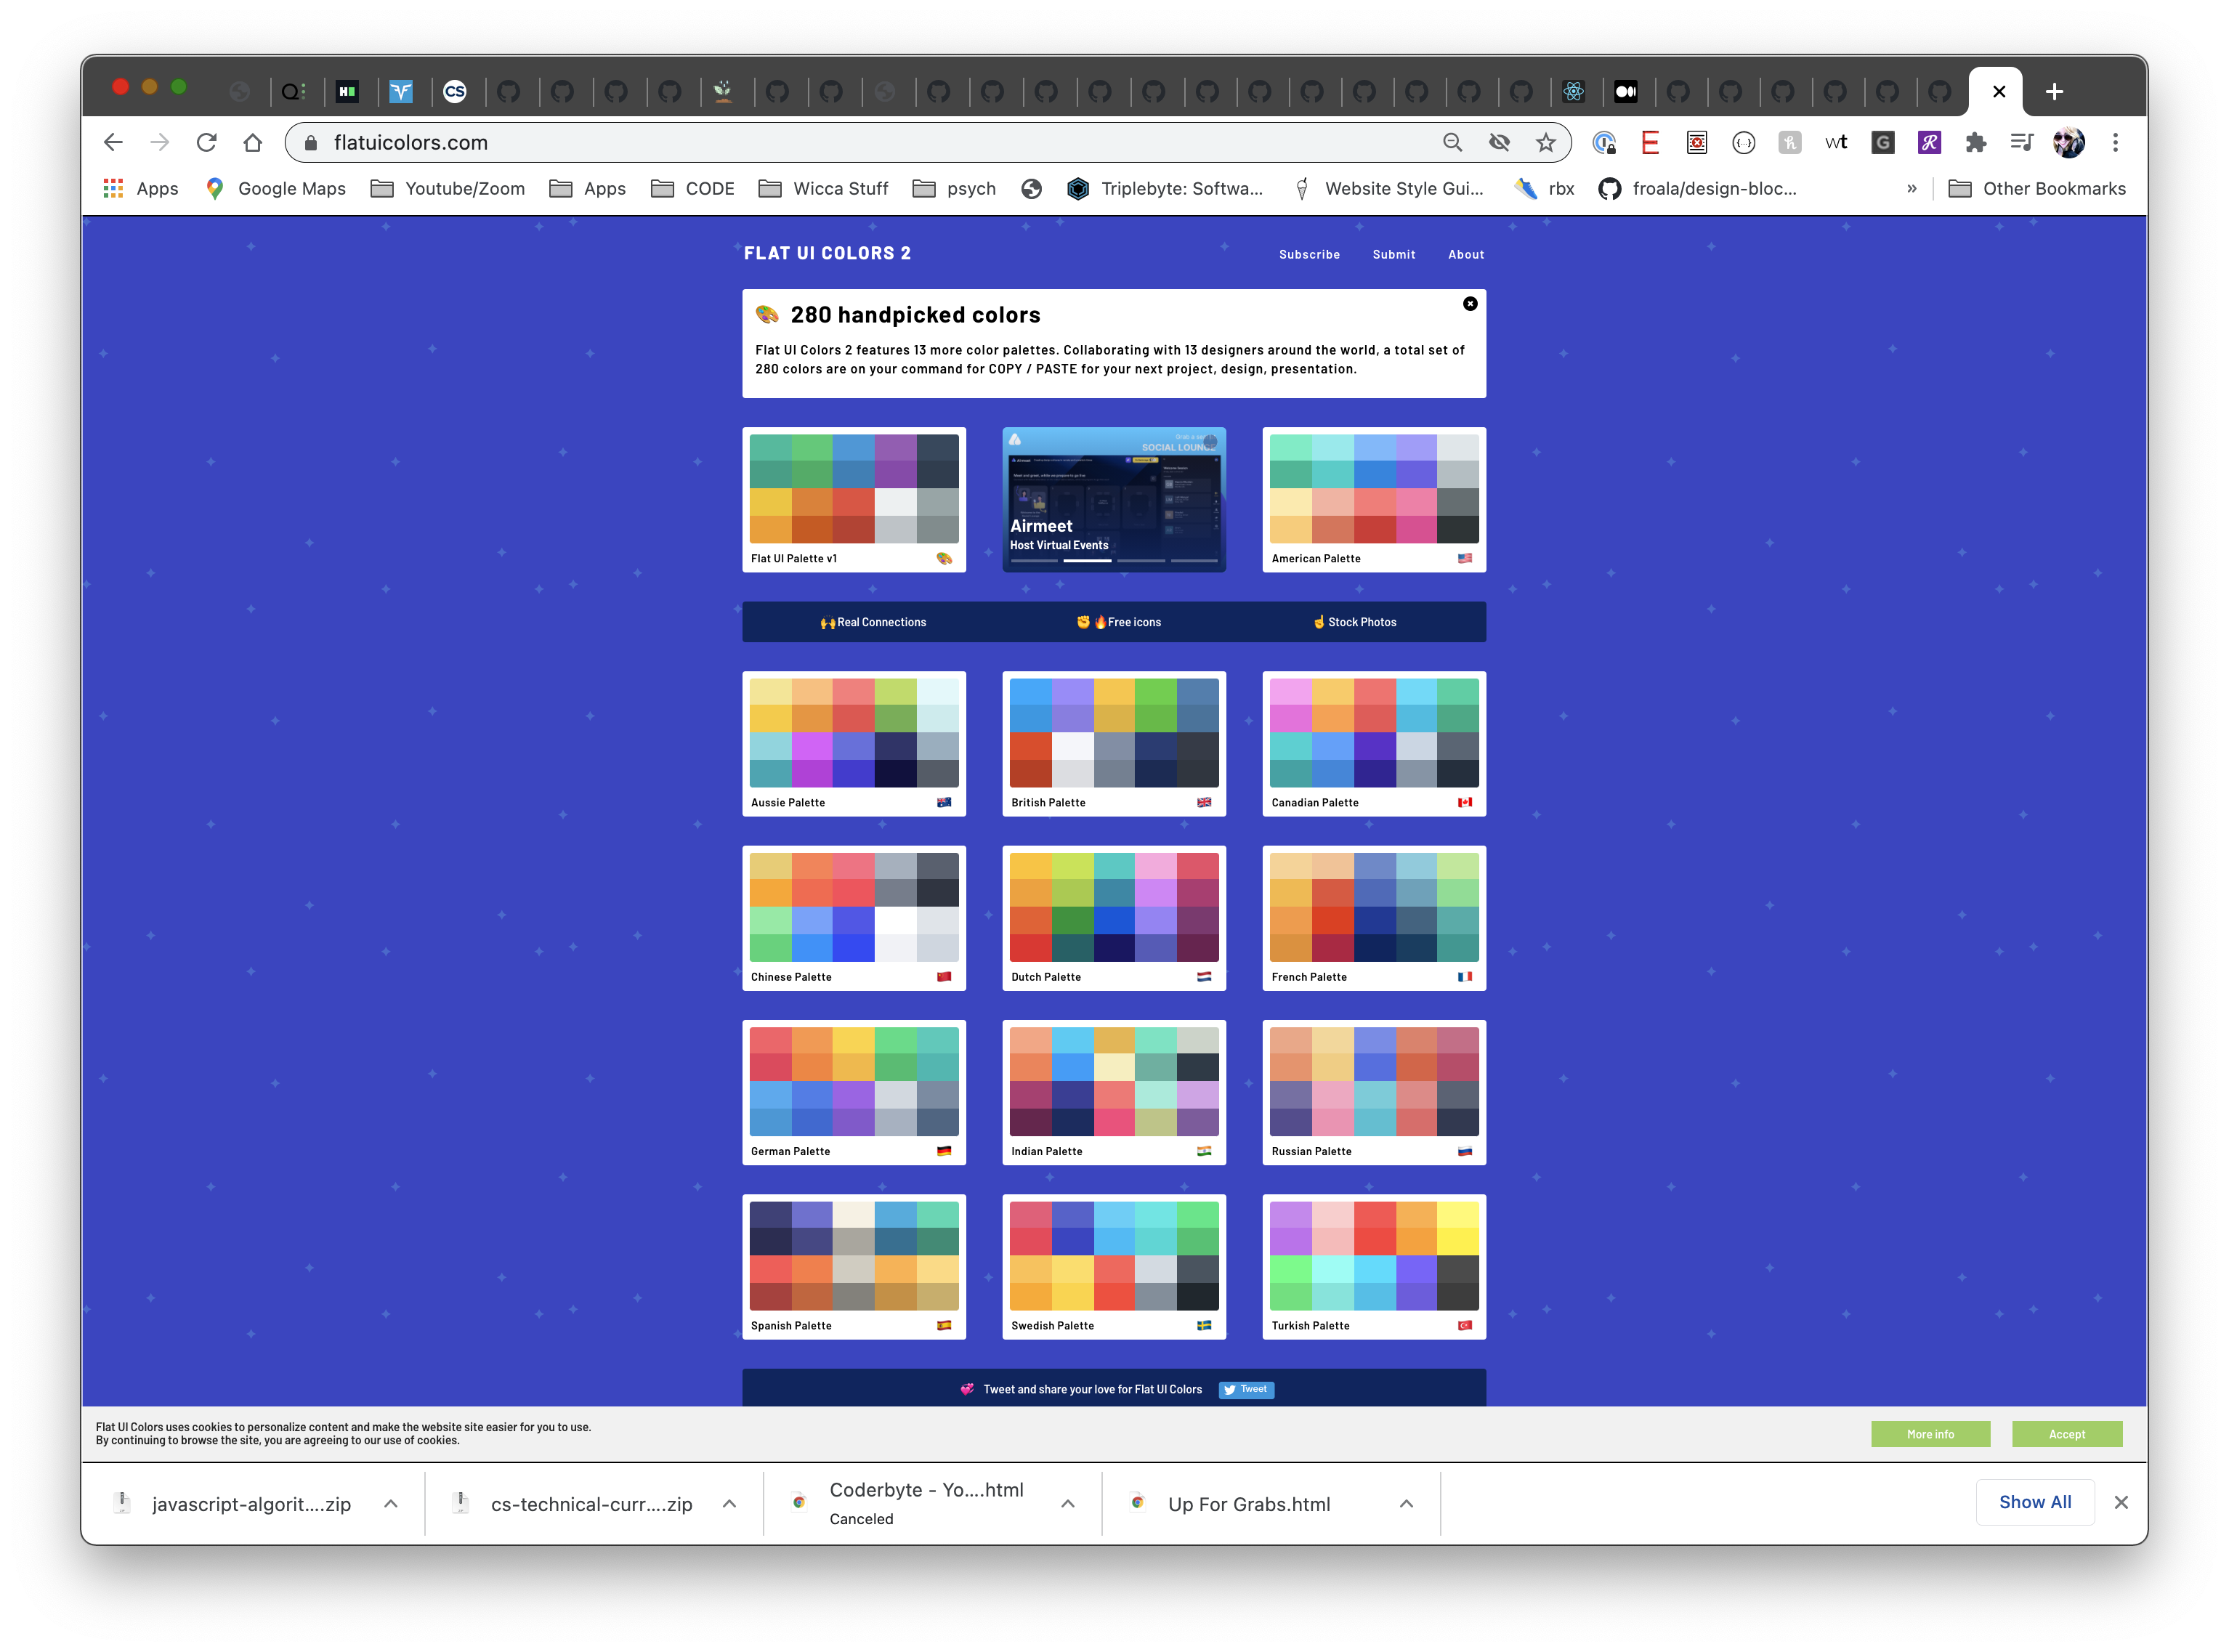 flatuicolors.com
Apps
Google Maps
Youtube/Zoom
Apps
CODE
Wicca Stuff
psych
Triplebyte: Softwa...
Website Style Gui...
rbx
froala/design-bloc...
»
Other Bookmarks
FLAT UI COLORS 2
Subscribe
Submit
About
280 handpicked colors
Flat UI Colors 2 features 13 more color palettes. Collaborating with 13 designers around the world, a total set of
280 colors are on your command for COPY / PASTE for your next project, design, presentation.
Flat UI Palette v1
SOCIAL LOUNGE
Airmeet
Host Virtual Events
American Palette
Real Connections
Free icons
Stock Photos
Aussie Palette
British Palette
Canadian Palette
Chinese Palette
Dutch Palette
French Palette
German Palette
Indian Palette
Russian Palette
Spanish Palette
Swedish Palette
Turkish Palette
Tweet and share your love for Flat UI Colors
Tweet
Flat UI Colors uses cookies to personalize content and make the website site easier for you to use.
By continuing to browse the site, you are agreeing to our use of cookies.
More info
Accept
javascript-algorit....zip
cs-technical-curr....zip
Coderbyte - Yo....html
Canceled
Up For Grabs.html
Show All